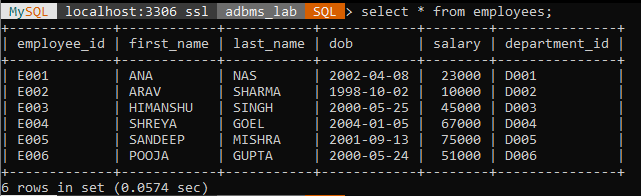 MySQL localhost:3306 ssl adbms_lab SQL > select * from employees;
+-------------+------------+-----------+------------+--------+---------------+
| employee_id | first_name | last_name | dob        | salary | department_id |
+-------------+------------+-----------+------------+--------+---------------+
| E001        | ANA        | NAS       | 2002-04-08 |  23000 | D001          |
| E002        | ARAV       | SHARMA    | 1998-10-02 |  10000 | D002          |
| E003        | HIMANSHU   | SINGH     | 2000-05-25 |  45000 | D003          |
| E004        | SHREYA     | GOEL      | 2004-01-05 |  67000 | D004          |
| E005        | SANDEEP    | MISHRA    | 2001-09-13 |  75000 | D005          |
| E006        | POOJA      | GUPTA     | 2000-05-24 |  51000 | D006          |
+-------------+------------+-----------+------------+--------+---------------+
6 rows in set (0.0574 sec)